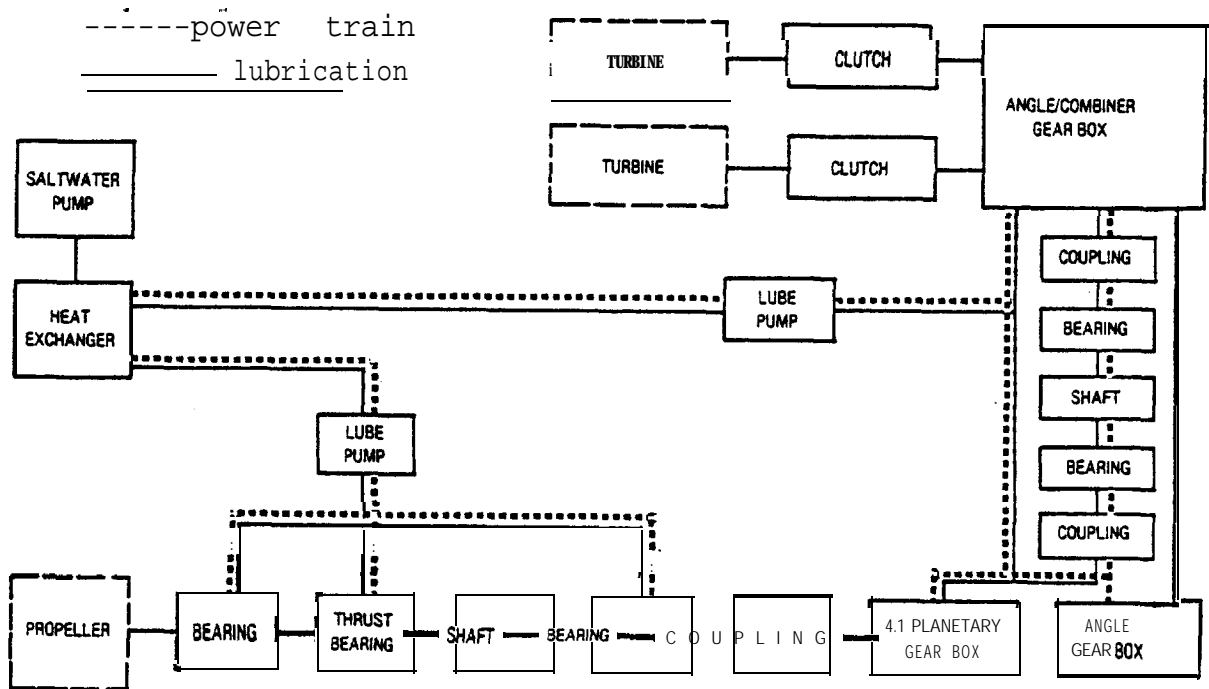 ------power train
lubrication
TURBINE
CLUTCH
ANGLE/COMBINER
GEAR BOX
SALTWATER
PUMP
TURBINE
CLUTCH
COUPLING
HEAT
EXCHANGER
LUBE
PUMP
BEARING
SHAFT
LUBE
PUMP
BEARING
COUPLING
PROPELLER
BEARING
THRUST
BEARING
SHAFT
BEARING
COUPLING
4.1 PLANETARY
GEAR BOX
ANGLE
GEAR BOX